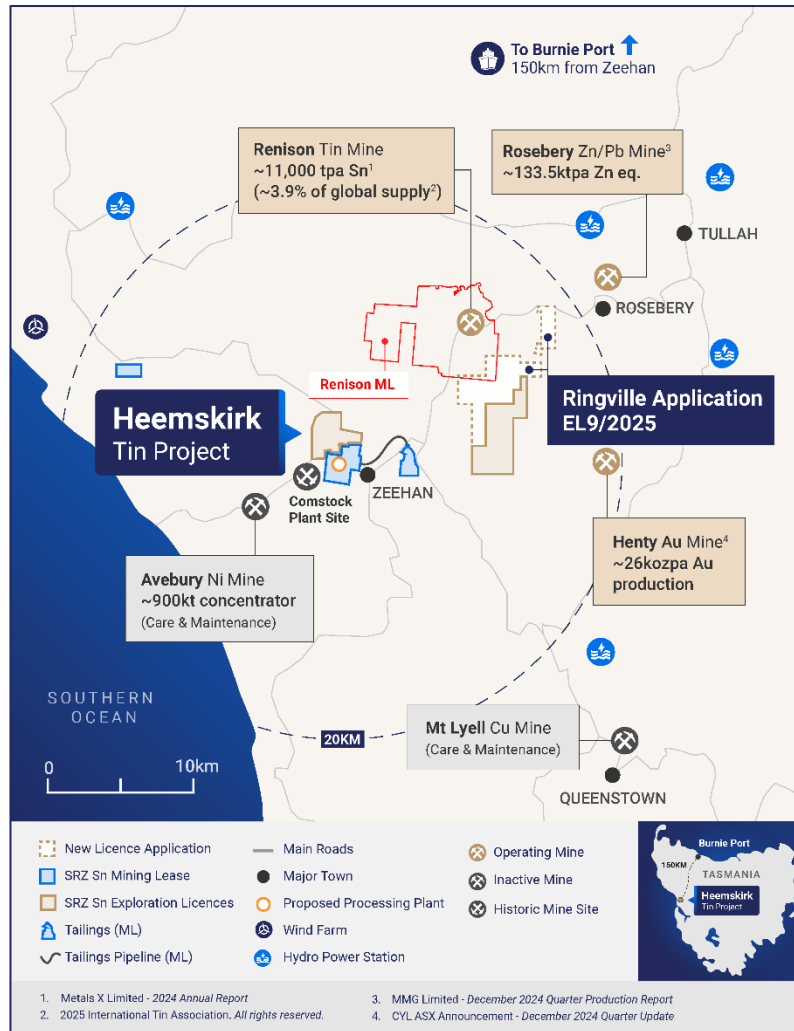 To Burnie Port
150km from Zeehan
Renison Tin Mine
~11,000 tpa Sn1
(~3.9% of global supply2)
Rosebery Zn/Pb Mine3
~133.5ktpa Zn eq.
TULLAH
ROSEBERY
Renison ML
Heemskirk
Tin Project
Ringville Application
EL9/2025
ZEEHAN
Comstock
Plant Site
Avebury Ni Mine
~900kt concentrator
(Care & Maintenance)
Henty Au Mine4
~26kozpa Au
production
SOUTHERN
OCEAN
20KM
Mt Lyell Cu Mine
(Care & Maintenance)
0 10km
QUEENSTOWN
New Licence Application
SRZ Sn Mining Lease
SRZ Sn Exploration Licences
Tailings (ML)
Tailings Pipeline (ML)
Main Roads
Major Town
Proposed Processing Plant
Wind Farm
Hydro Power Station
Operating Mine
Inactive Mine
Historic Mine Site
Burnie Port
150KM
TASMANIA
Heemskirk
Tin Project
1. Metals X Limited - 2024 Annual Report
2. 2025 International Tin Association. All rights reserved.
3. MMG Limited - December 2024 Quarter Production Report
4. CYL ASX Announcement - December 2024 Quarter Update